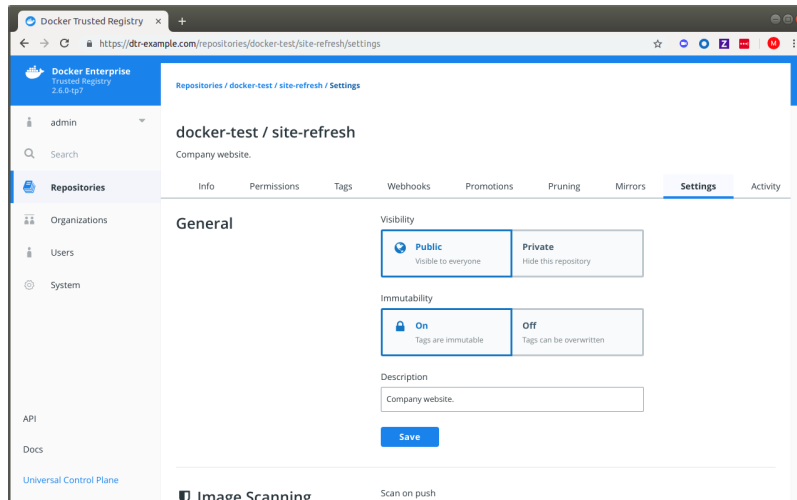 Docker Trusted Registry × +
https://dtr-example.com/repositories/docker-test/site-refresh/settings
Z
M
Docker Enterprise
Trusted Registry
2.6.0-tp7
admin
Search
Repositories
Organizations
Users
System
API
Docs
Universal Control Plane
Repositories / docker-test / site-refresh / Settings
docker-test / site-refresh
Company website.
Info Permissions Tags Webhooks Promotions Pruning Mirrors Settings Activity
General
Visibility
Public
Visible to everyone
Private
Hide this repository
Immutability
On
Tags are immutable
Off
Tags can be overwritten
Description
Company website.
Save
Image Scanning
Scan on push